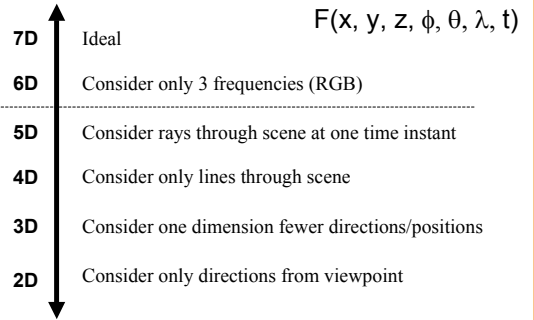 F(x, y, z, ϕ, θ, λ, t)
7D Ideal
6D Consider only 3 frequencies (RGB)
5D Consider rays through scene at one time instant
4D Consider only lines through scene
3D Consider one dimension fewer directions/positions
2D Consider only directions from viewpoint